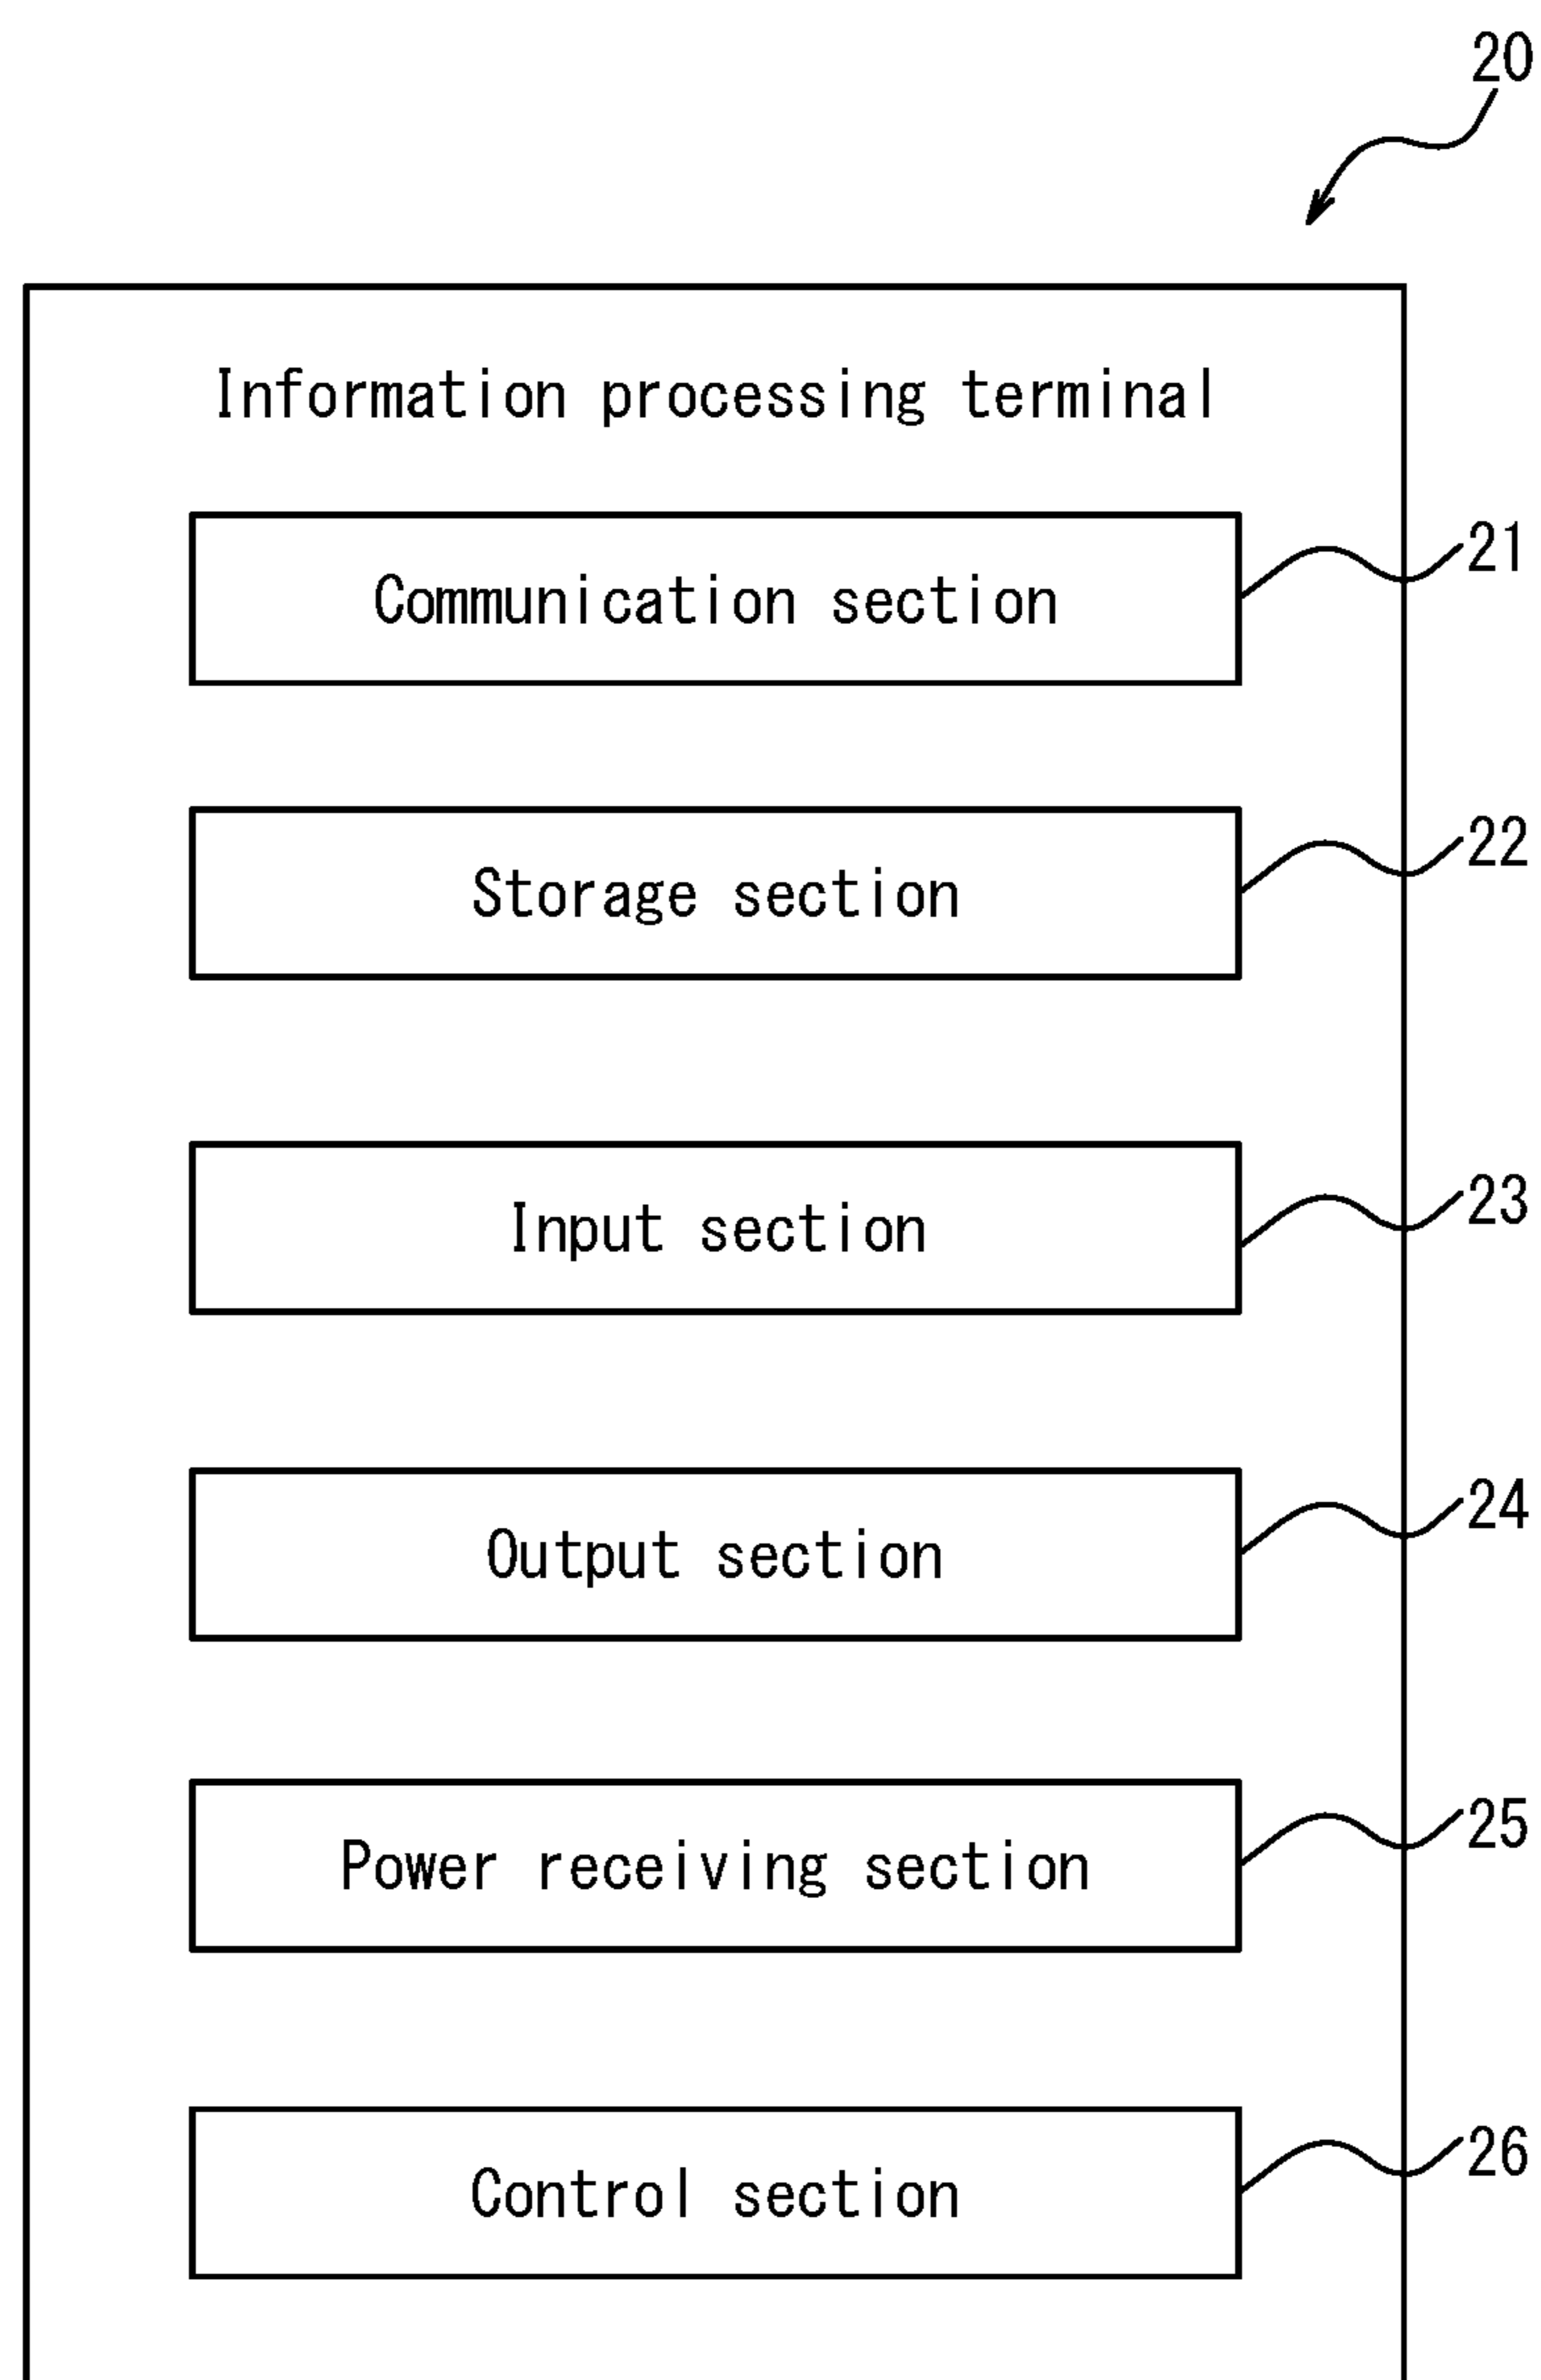 20
Information processing terminal
Communication section
21
Storage section
22
Input section
23
Output section
24
Power receiving section
25
Control section
26